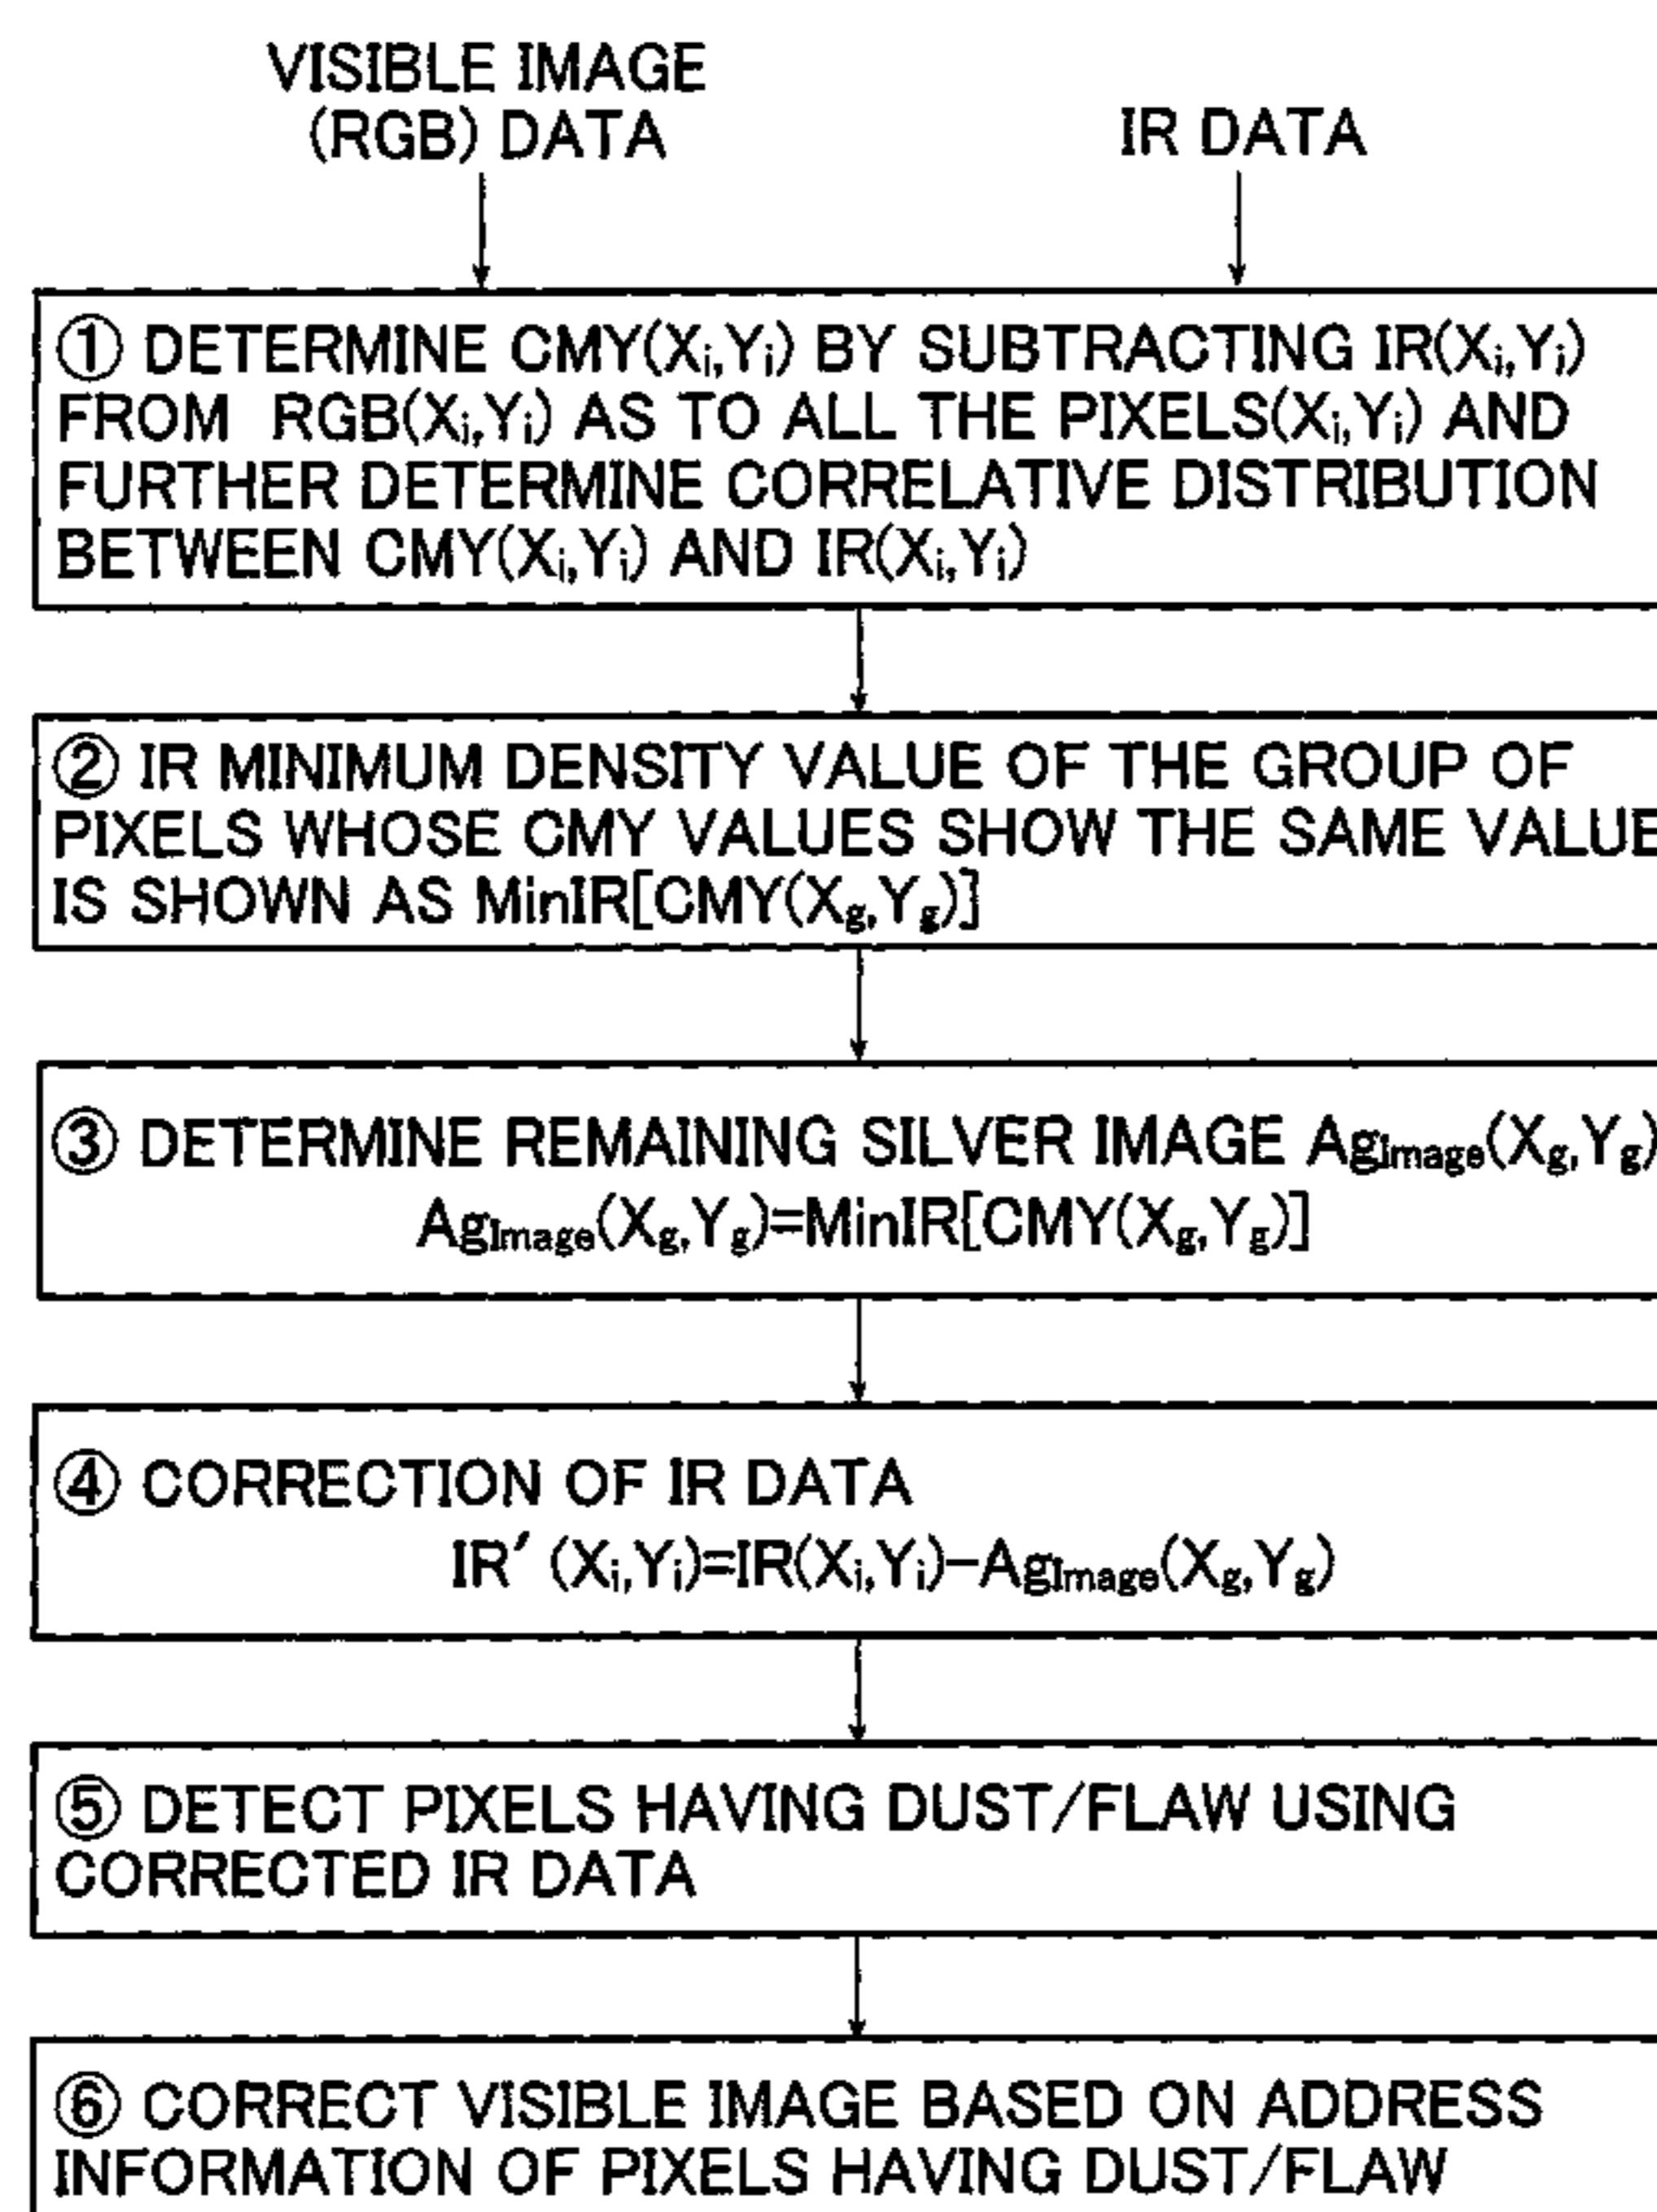 VISIBLE IMAGE
(RGB) DATA
IR DATA
① DETERMINE CMY(Xi,Yi) BY SUBTRACTING IR(Xi,Yi)
FROM RGB(Xi,Yi) AS TO ALL THE PIXELS(Xi,Yi) AND
FURTHER DETERMINE CORRELATIVE DISTRIBUTION
BETWEEN CMY(Xi,Yi) AND IR(Xi,Yi)
② IR MINIMUM DENSITY VALUE OF THE GROUP OF
PIXELS WHOSE CMY VALUES SHOW THE SAME VALUE
IS SHOWN AS MinIR[CMY(Xg,Yg)]
③ DETERMINE REMAINING SILVER IMAGE AgImage(Xg,Yg)
AgImage(Xg,Yg)=MinIR[CMY(Xg,Yg)]
④ CORRECTION OF IR DATA
IR′ (Xi,Yi)=IR(Xi,Yi)-AgImage(Xg,Yg)
⑤ DETECT PIXELS HAVING DUST/FLAW USING
CORRECTED IR DATA
⑥ CORRECT VISIBLE IMAGE BASED ON ADDRESS
INFORMATION OF PIXELS HAVING DUST/FLAW